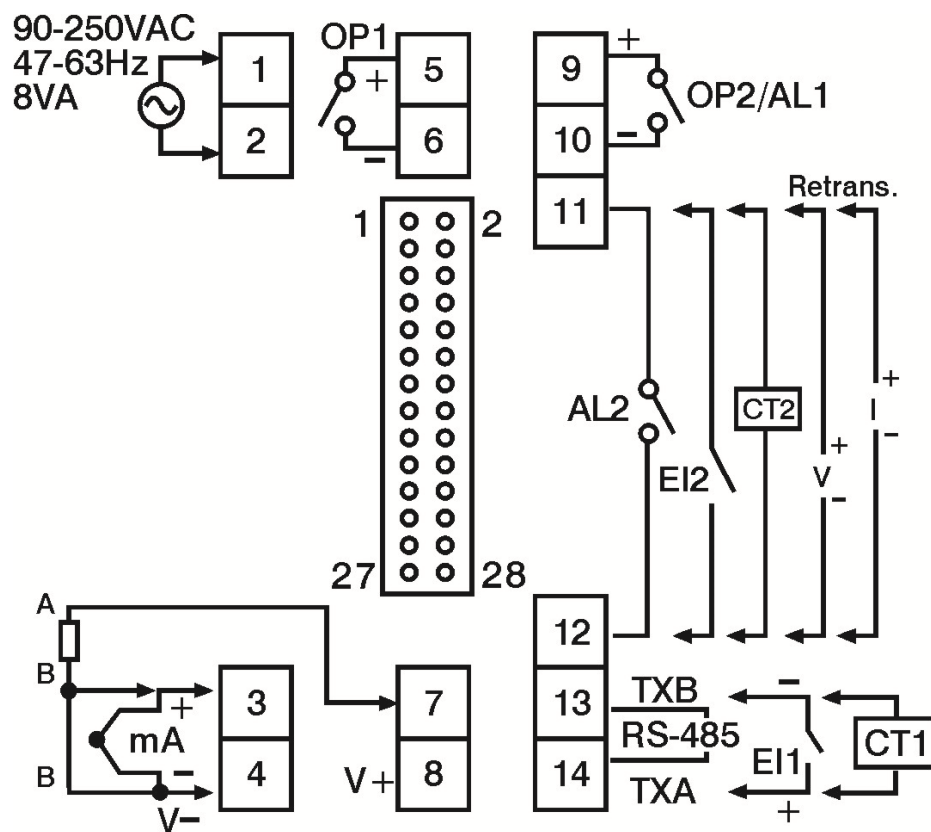 90-250VAC
47-63Hz
8VA
1
2
OP1
+
−
5
6
9
10
11
+
−
OP2/AL1
Retrans.
1
2
27
28
AL2
EI2
CT2
+
V
−
+
I
−
A
B
B
+
mA
−
V−
3
4
7
8
V+
12
13
14
TXB
RS-485
TXA
−
EI1
+
CT1